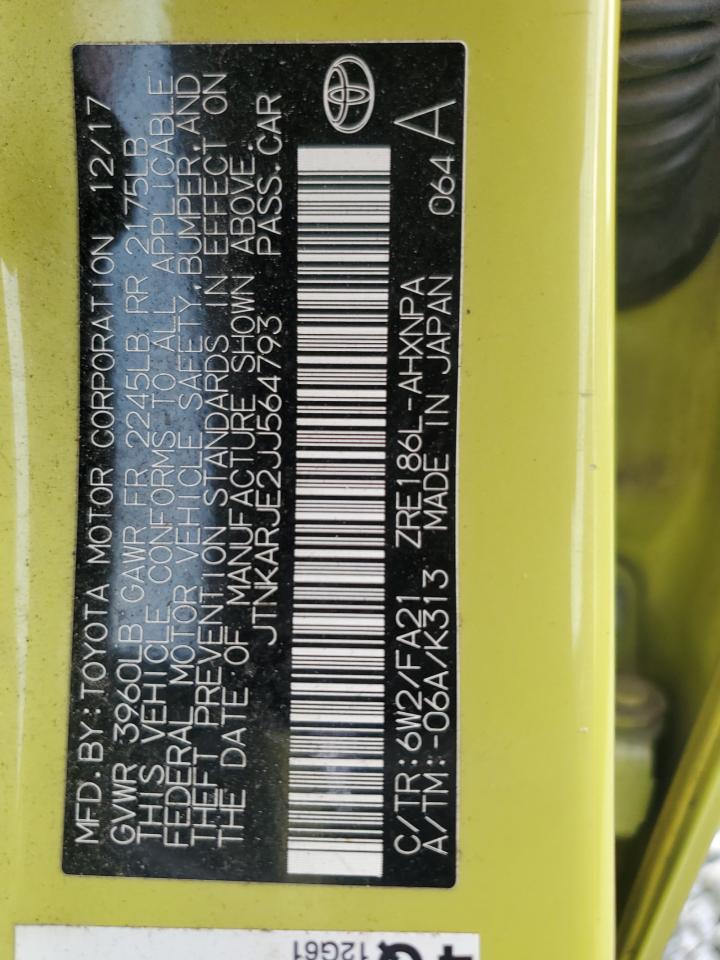 MFD. BY: TOYOTA MOTOR CORPORATION 12/17
GVWR 3960LB GAWR FR 2245LB RR 2175LB
THIS VEHICLE CONFORMS TO ALL APPLICABLE
FEDERAL MOTOR VEHICLE SAFETY, BUMPER, AND
THEFT PREVENTION STANDARDS IN EFFECT ON
THE DATE OF MANUFACTURE SHOWN ABOVE.
JTNKARJE2JJ564793 PASS. CAR
C/TR: 6W2/FA21 ZRE186L-AHXNPA 064 A
A/TM: -06A/K313 MADE IN JAPAN
12G61